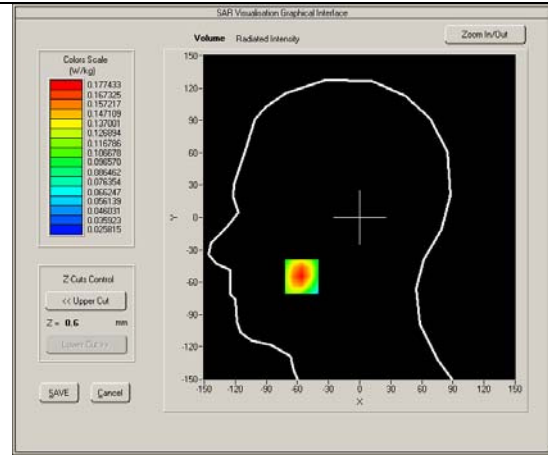 SAR Visualisation Graphical Interface
Volume Radiated Intensity
Zoom In/Out
Colors Scale
(W/kg)
0.177433
0.167325
0.157217
0.147109
0.137001
0.126894
0.116786
0.106678
0.096570
0.086462
0.076354
0.066247
0.056139
0.046031
0.035923
0.025815
Z Cuts Control
<< Upper Cut
Z = 0.6 mm
Lower Cut >>
SAVE
Cancel
150
120
90
60
30
0
-30
-60
-90
-120
-150
Y
-150 -120 -90 -60 -30 0 30 60 90 120 150
X